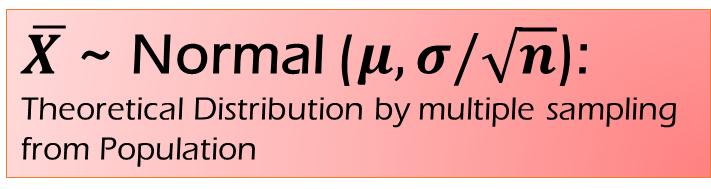 X̅ ~ Normal (μ, σ/√n):
Theoretical Distribution by multiple sampling
from Population